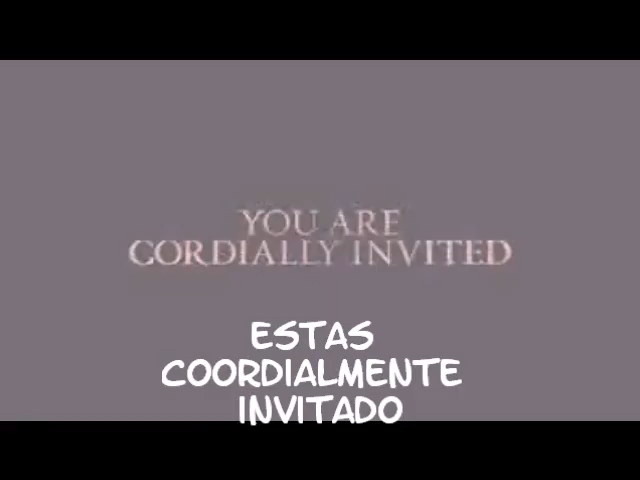 YOU ARE
CORDIALLY INVITED
ESTAS
COORDIALMENTE
INVITADO